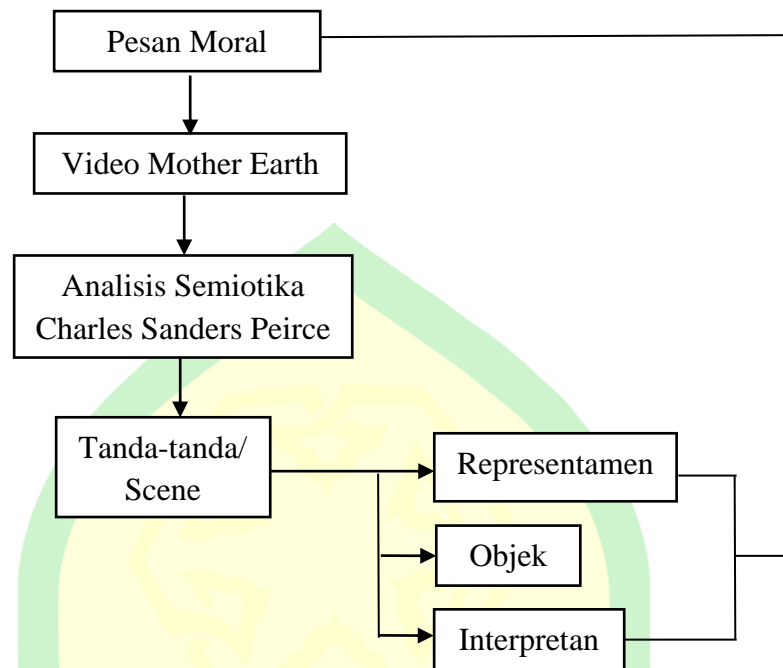 Pesan Moral
Video Mother Earth
Analisis Semiotika
Charles Sanders Peirce
Tanda-tanda/
Scene
Representamen
Objek
Interpretan